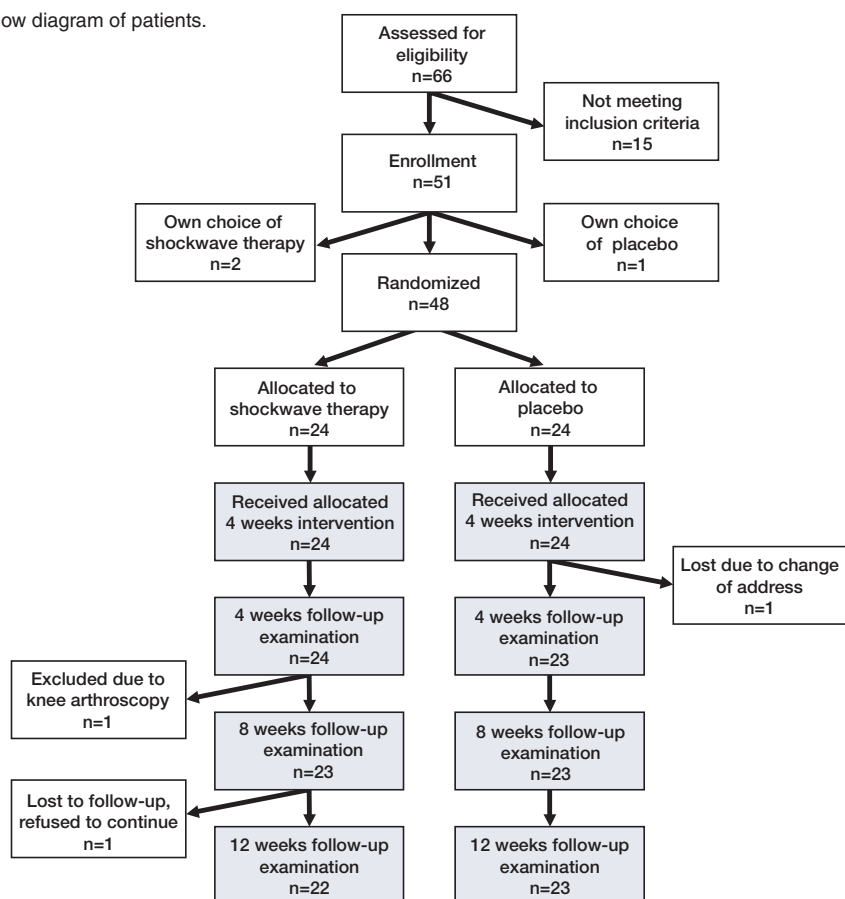 ow diagram of patients.
Assessed for
eligibility
n=66
Not meeting
inclusion criteria
n=15
Enrollment
n=51
Own choice of
shockwave therapy
n=2
Own choice
of placebo
n=1
Randomized
n=48
Allocated to
shockwave therapy
n=24
Allocated to
placebo
n=24
Received allocated
4 weeks intervention
n=24
Received allocated
4 weeks intervention
n=24
Lost due to change
of address
n=1
4 weeks follow-up
examination
n=24
4 weeks follow-up
examination
n=23
Excluded due to
knee arthroscopy
n=1
8 weeks follow-up
examination
n=23
8 weeks follow-up
examination
n=23
Lost to follow-up,
refused to continue
n=1
12 weeks follow-up
examination
n=22
12 weeks follow-up
examination
n=23